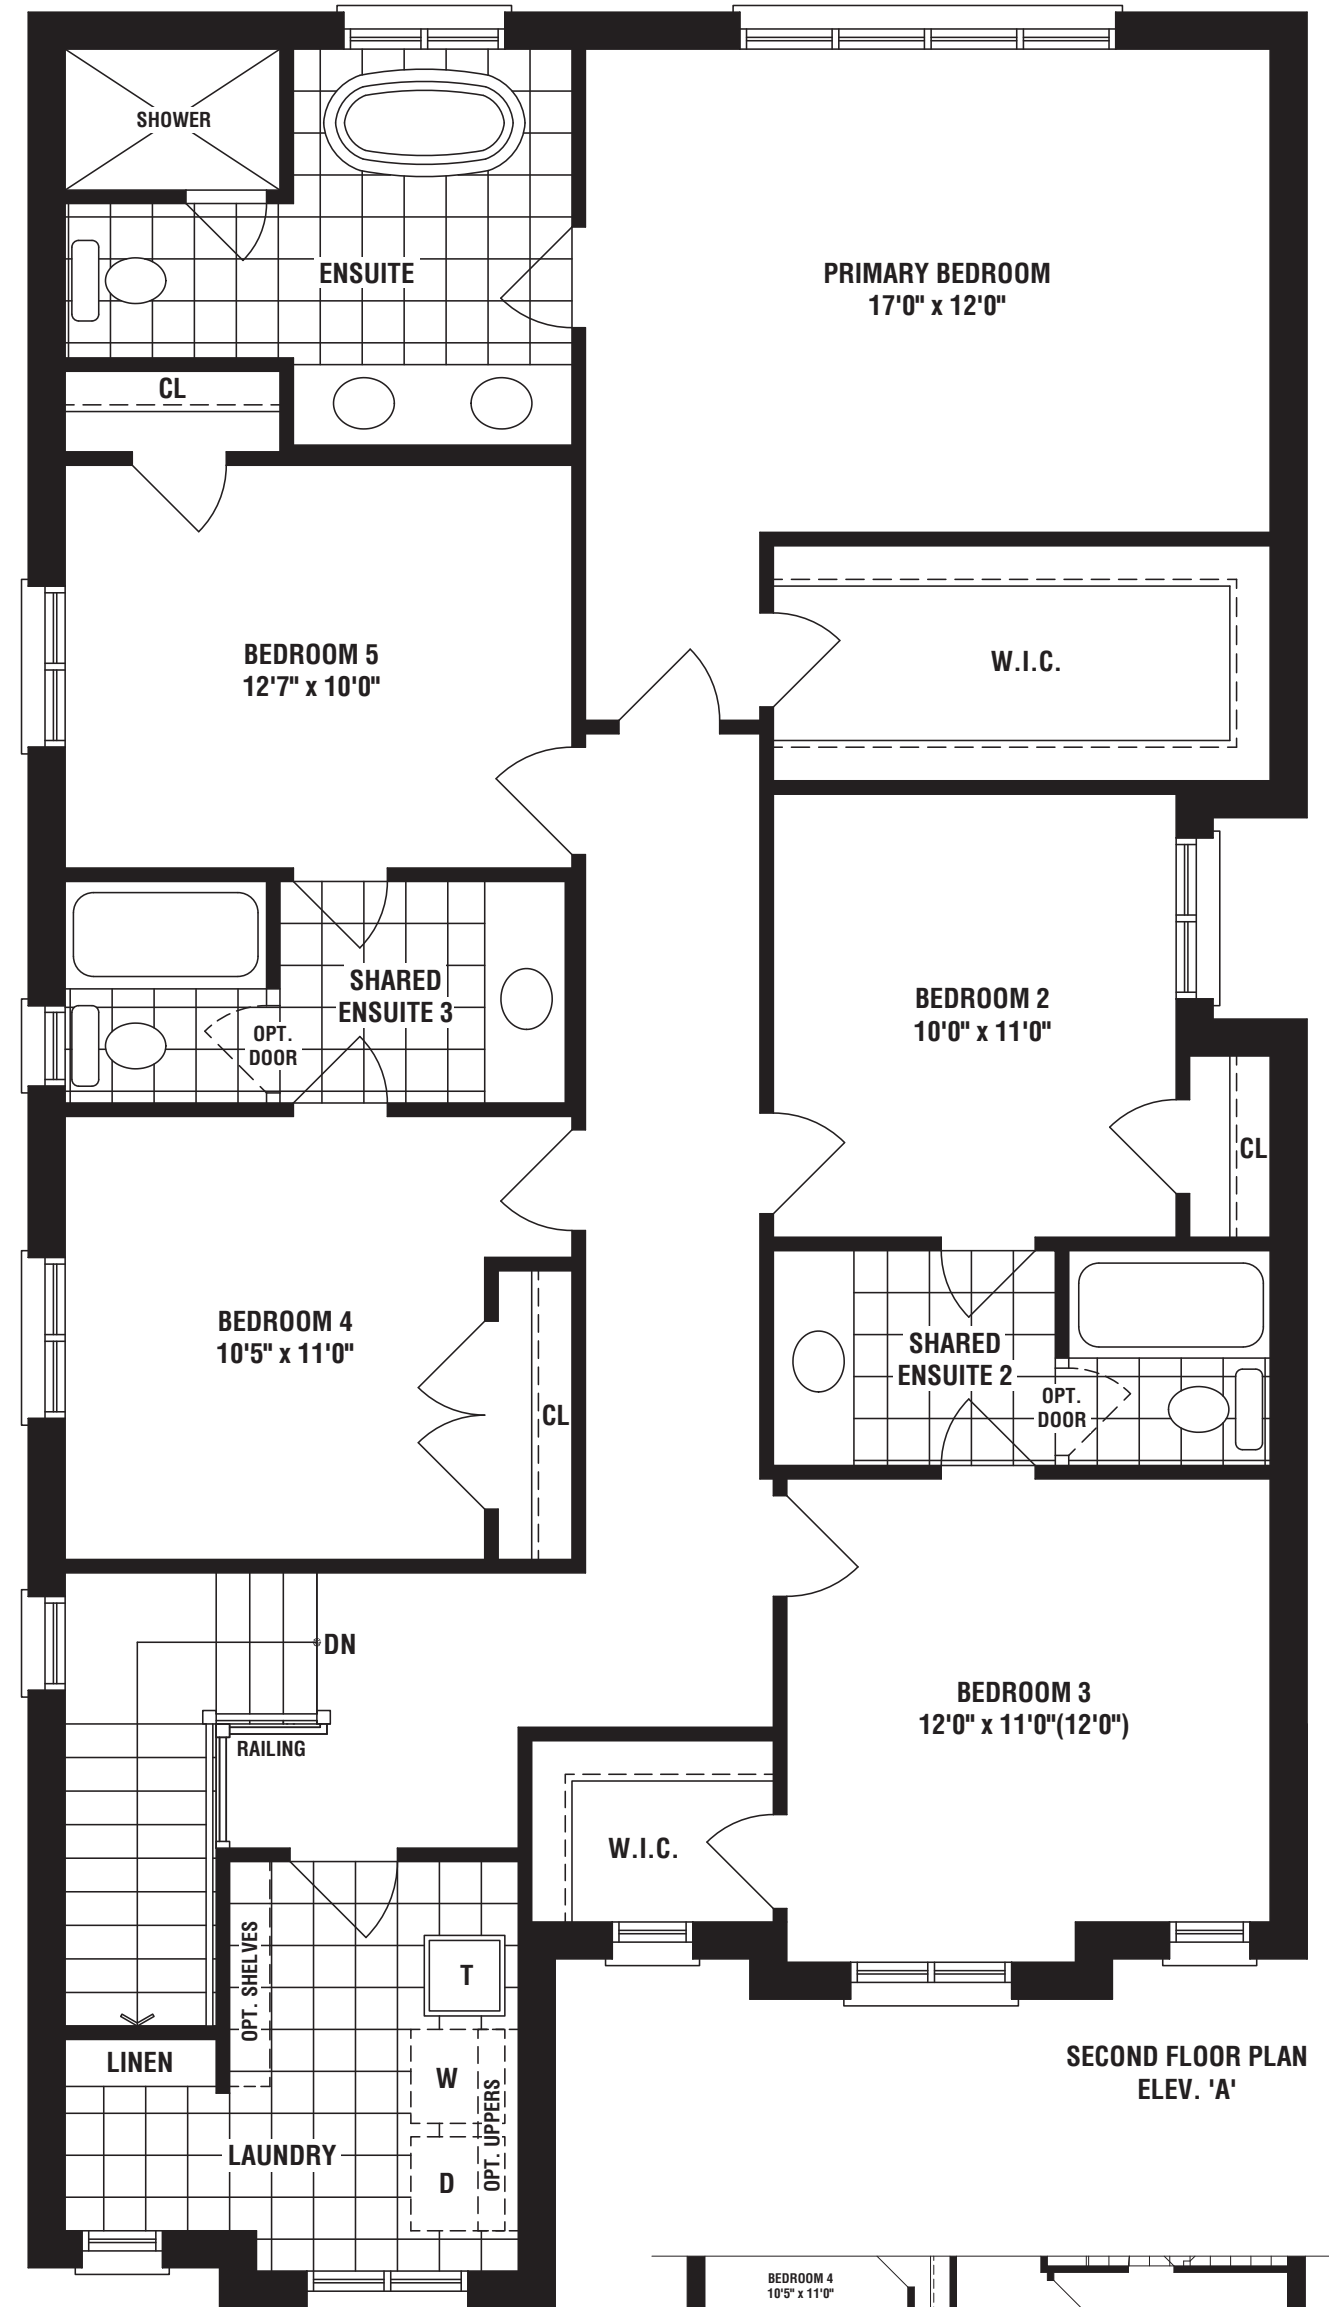 SHOWER
ENSUITE
PRIMARY BEDROOM
17'0" x 12'0"
CL
BEDROOM 5
12'7" x 10'0"
W.I.C.
SHARED
ENSUITE 3
OPT.
DOOR
BEDROOM 2
10'0" x 11'0"
CL
BEDROOM 4
10'5" x 11'0"
CL
SHARED
ENSUITE 2
OPT.
DOOR
DN
RAILING
BEDROOM 3
12'0" x 11'0"(12'0")
W.I.C.
OPT. SHELVES
T
LINEN
W
OPT. UPPERS
LAUNDRY
D
SECOND FLOOR PLAN
ELEV. 'A'
BEDROOM 4
10'5" x 11'0"